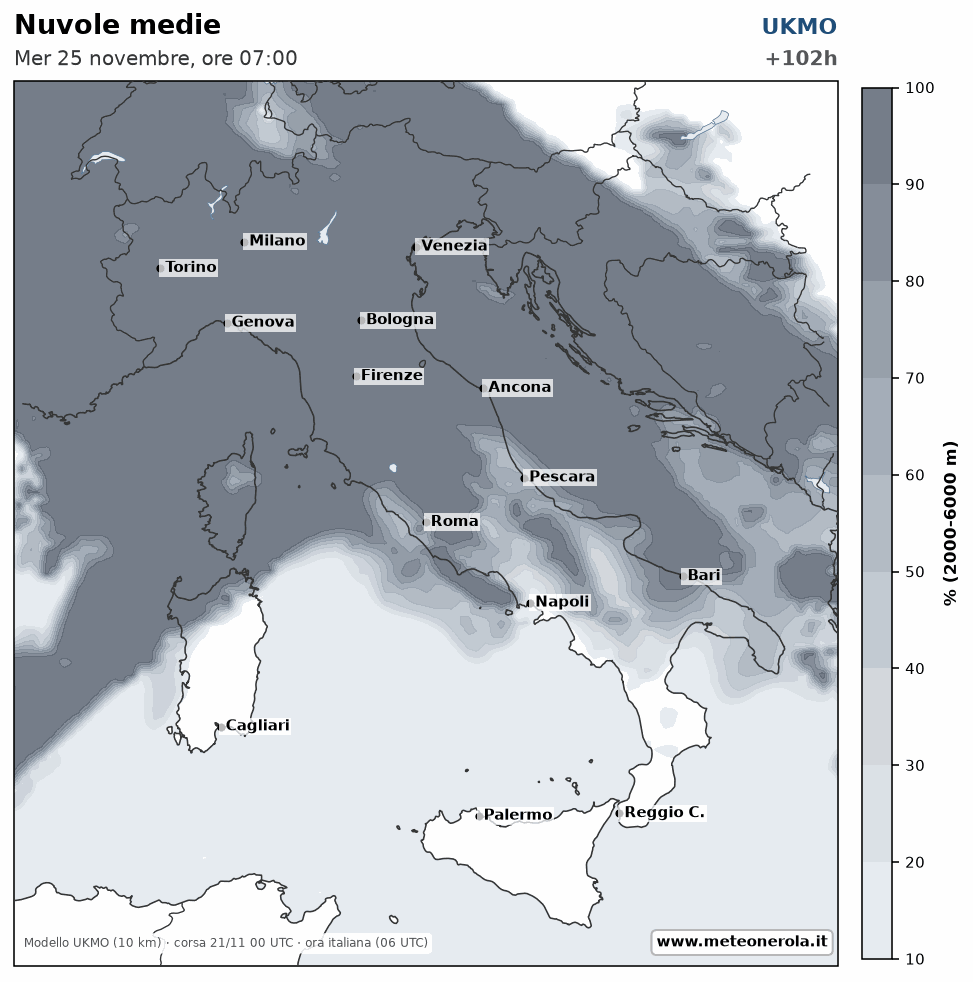 Nuvole medie
UKMO
Mer 25 novembre, ore 07:00
+102h
100
90
80
70
60
50
40
30
20
10
% (2000-6000 m)
Milano
Venezia
Torino
Genova
Bologna
Firenze
Ancona
Pescara
Roma
Bari
Napoli
Cagliari
Palermo
Reggio C.
Modello UKMO (10 km) · corsa 21/11 00 UTC · ora italiana (06 UTC)
www.meteonerola.it